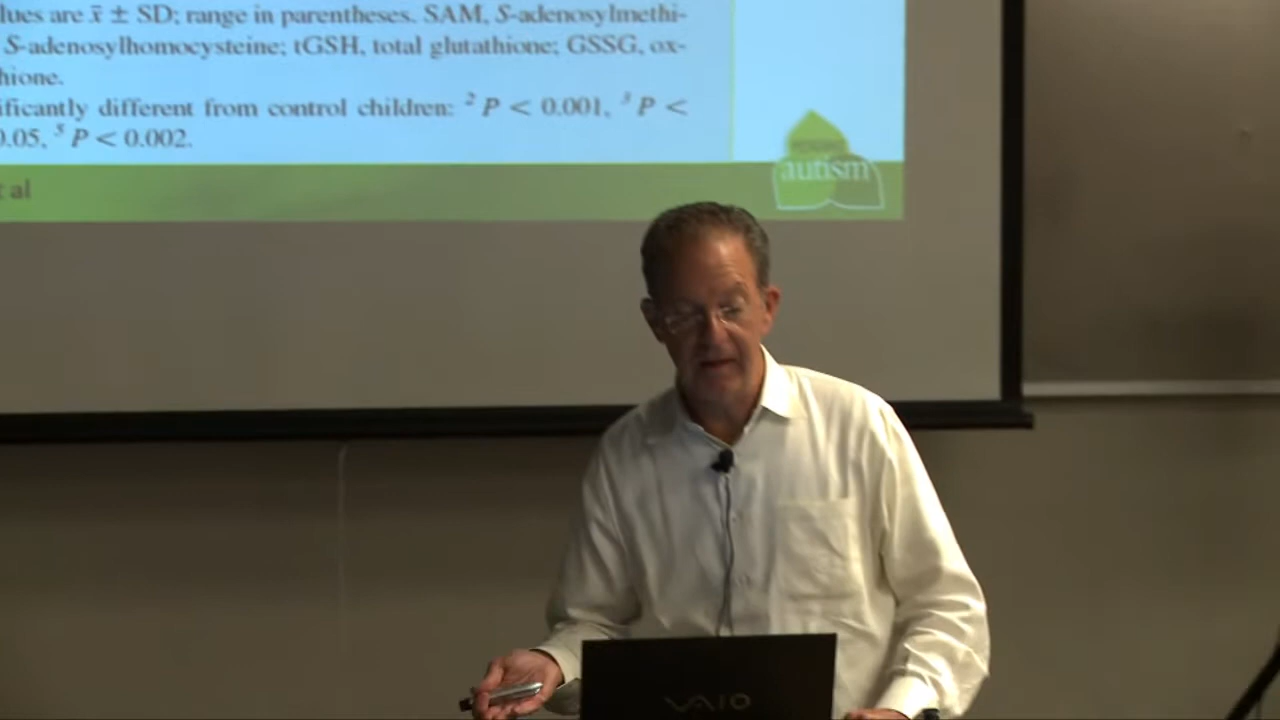 lues are x̄ ± SD; range in parentheses. SAM, S-adenosylmethi-
S-adenosylhomocysteine; tGSH, total glutathione; GSSG, ox-
hione.
ificantly different from control children: ² P < 0.001, ³ P <
0.05, ⁵ P < 0.002.
t al
autism
VAIO